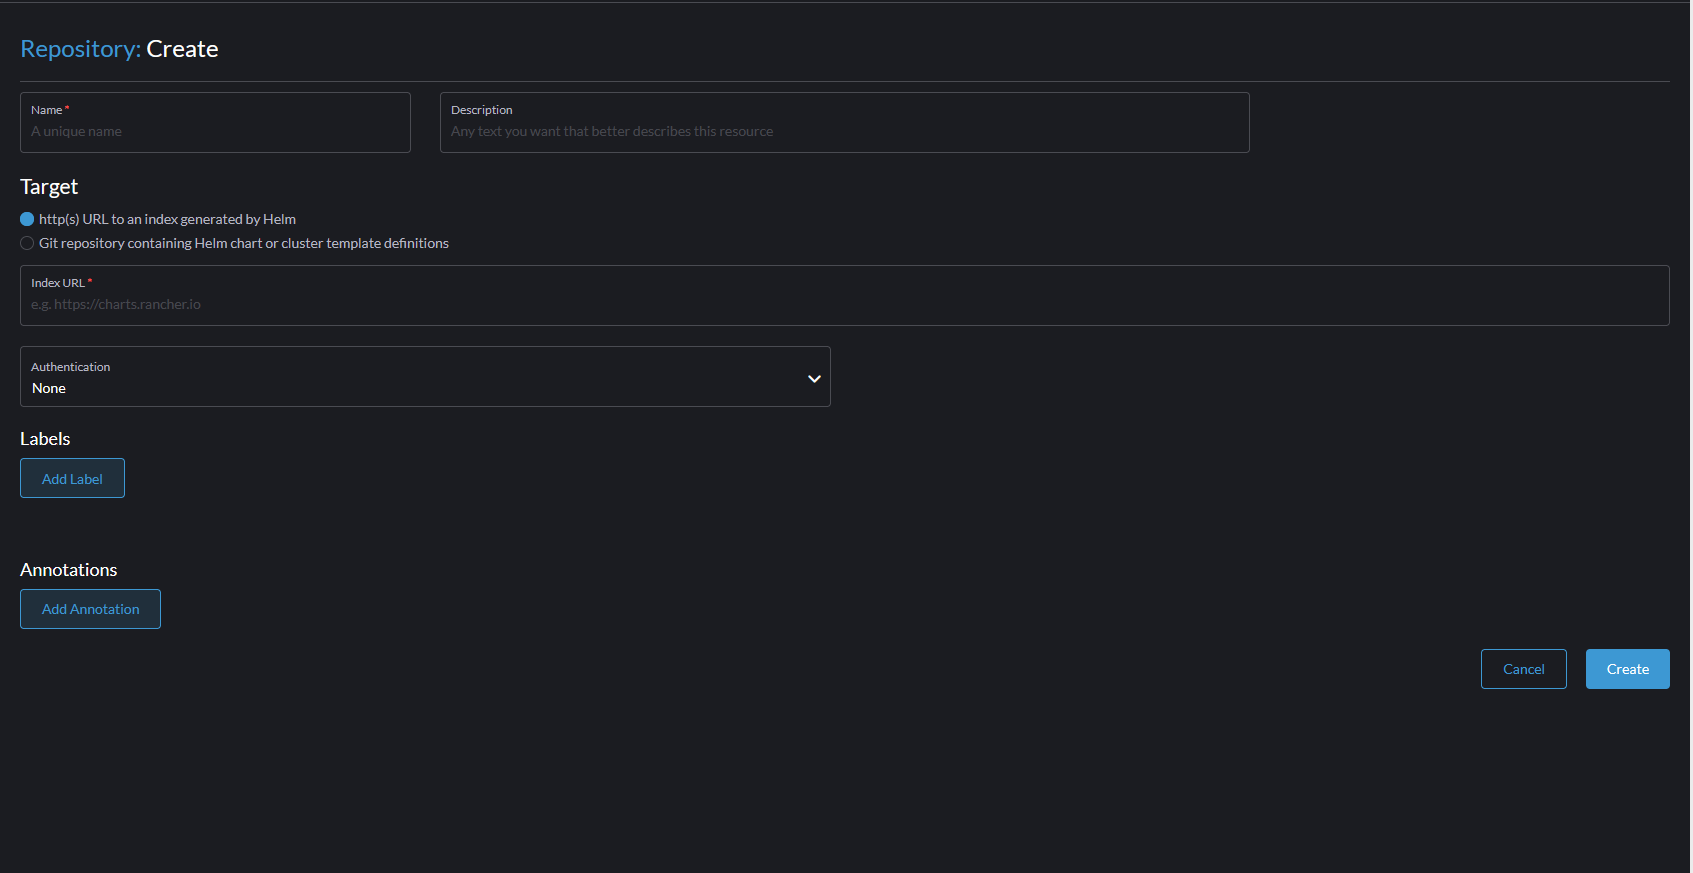 Repository: Create
Name *
A unique name
Description
Any text you want that better describes this resource
Target
http(s) URL to an index generated by Helm
Git repository containing Helm chart or cluster template definitions
Index URL *
e.g. https://charts.rancher.io
Authentication
None
Labels
Add Label
Annotations
Add Annotation
Cancel
Create